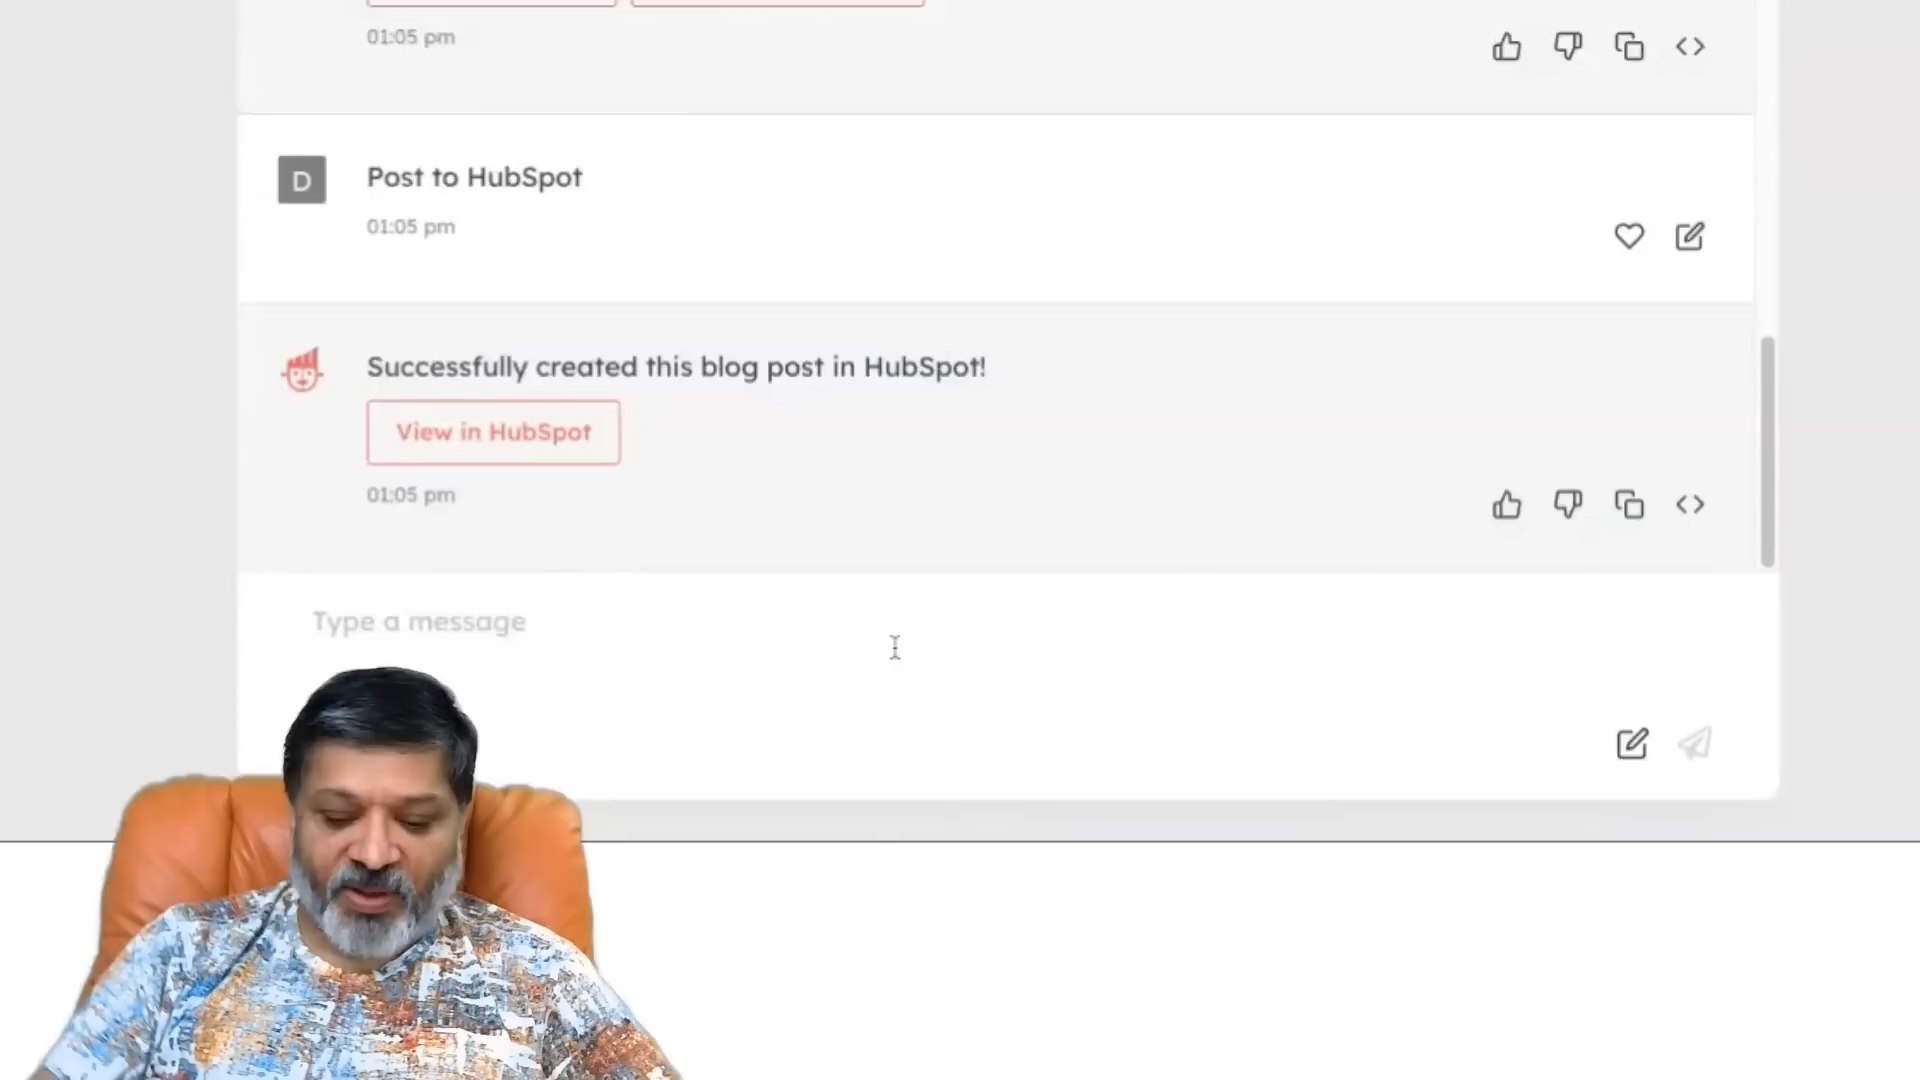 01:05 pm
D
Post to HubSpot
01:05 pm
Successfully created this blog post in HubSpot!
View in HubSpot
01:05 pm
Type a message